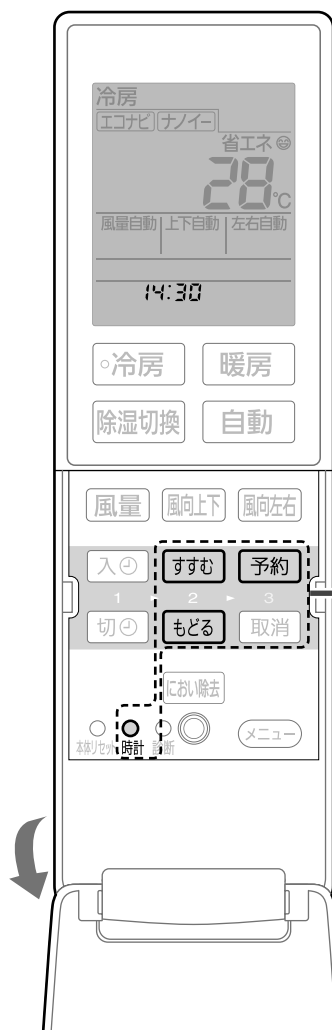 冷房
エコナビ ナノイー
省エネ
28℃
風量自動 上下自動 左右自動
14:30
冷房 暖房
除湿切換 自動
風量 風向上下 風向左右
入 すすむ 予約
1 2 3
切 もどる 取消
におい除去
本体リセット 時計 診断 メニュー